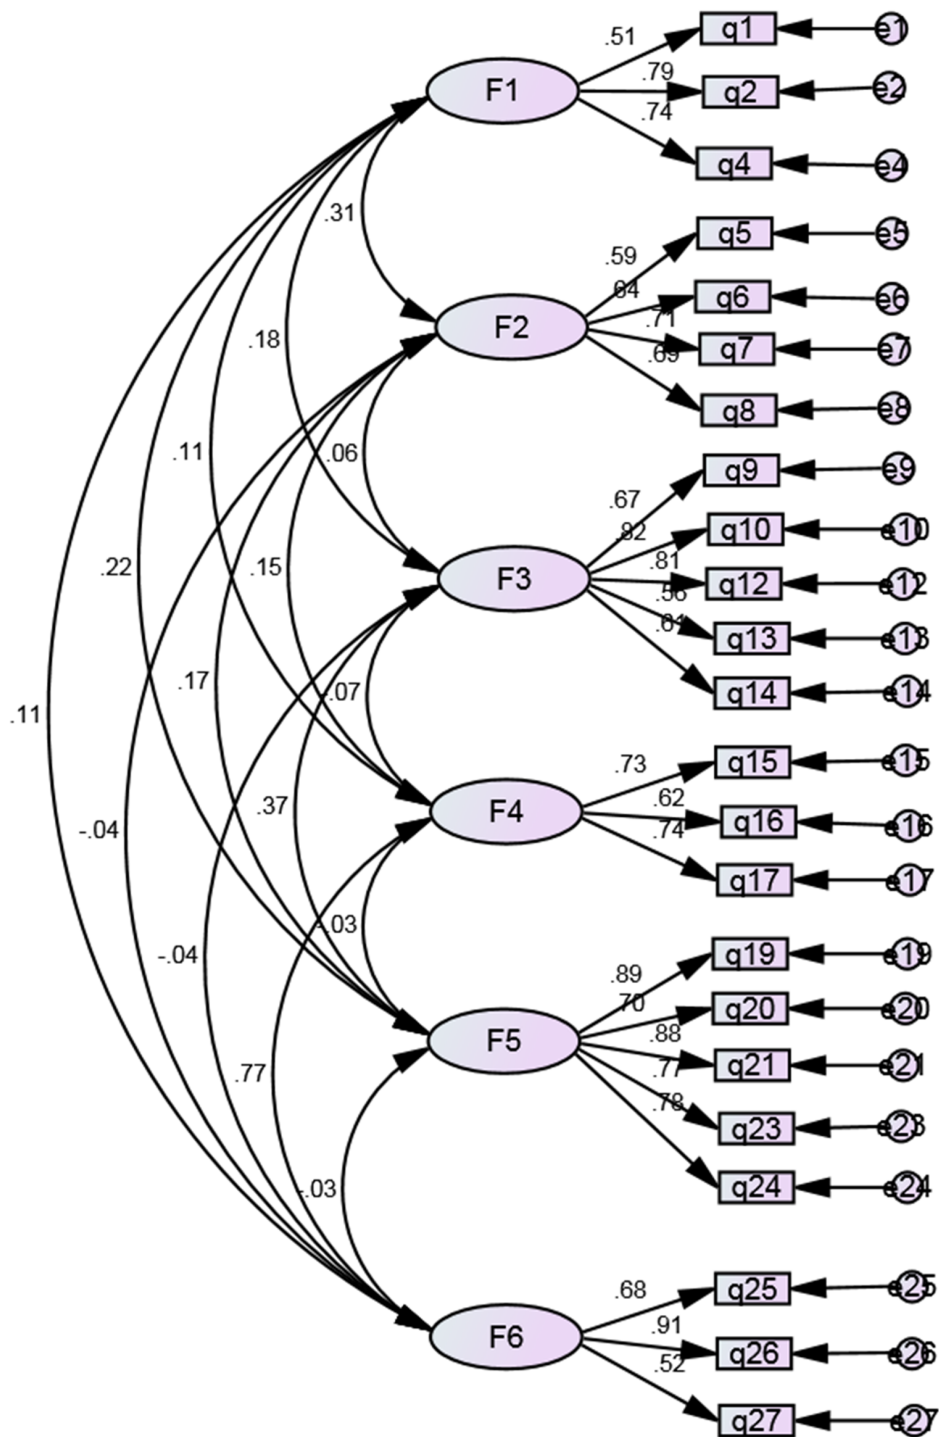 .51 q1 e1
F1 .79 q2 e2
.74 q4 e4
.31
.59 q5 e5
.64 q6 e6
F2 .71 q7 e7
.69 q8 e8
.18
.11 .06
.67 q9 e9
.82 q10 e10
F3 .81 q12 e12
.56 q13 e13
.61 q14 e14
.22 .15
.17 -.07
.11
.73 q15 e15
F4 .62 q16 e16
.74 q17 e17
-.04 .37
-.04 -.03
.89 q19 e19
.70 q20 e20
F5 .88 q21 e21
.77 q23 e23
.78 q24 e24
.77
-.03
.68 q25 e25
F6 .91 q26 e26
.52 q27 e27